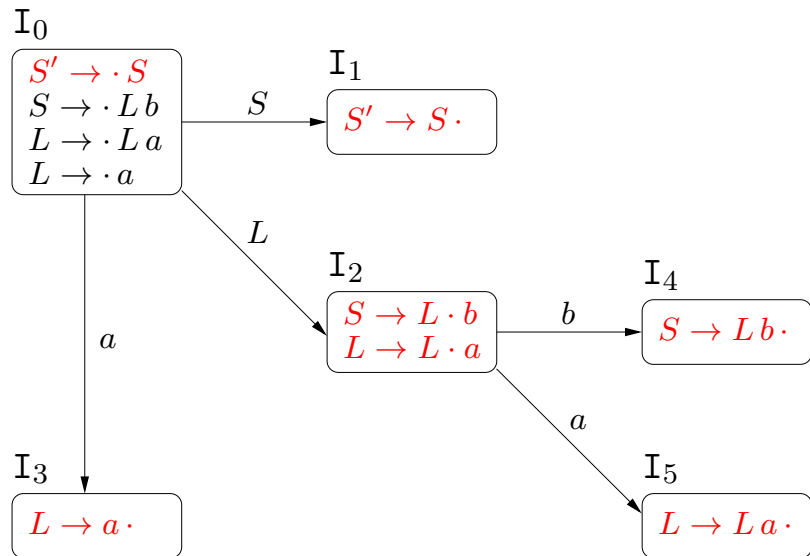 I₀
S′ → · S
S → · L b
L → · L a
L → · a
S
I₁
S′ → S ·
L
a
I₂
S → L · b
L → L · a
b
I₄
S → L b ·
a
I₃
L → a ·
I₅
L → L a ·